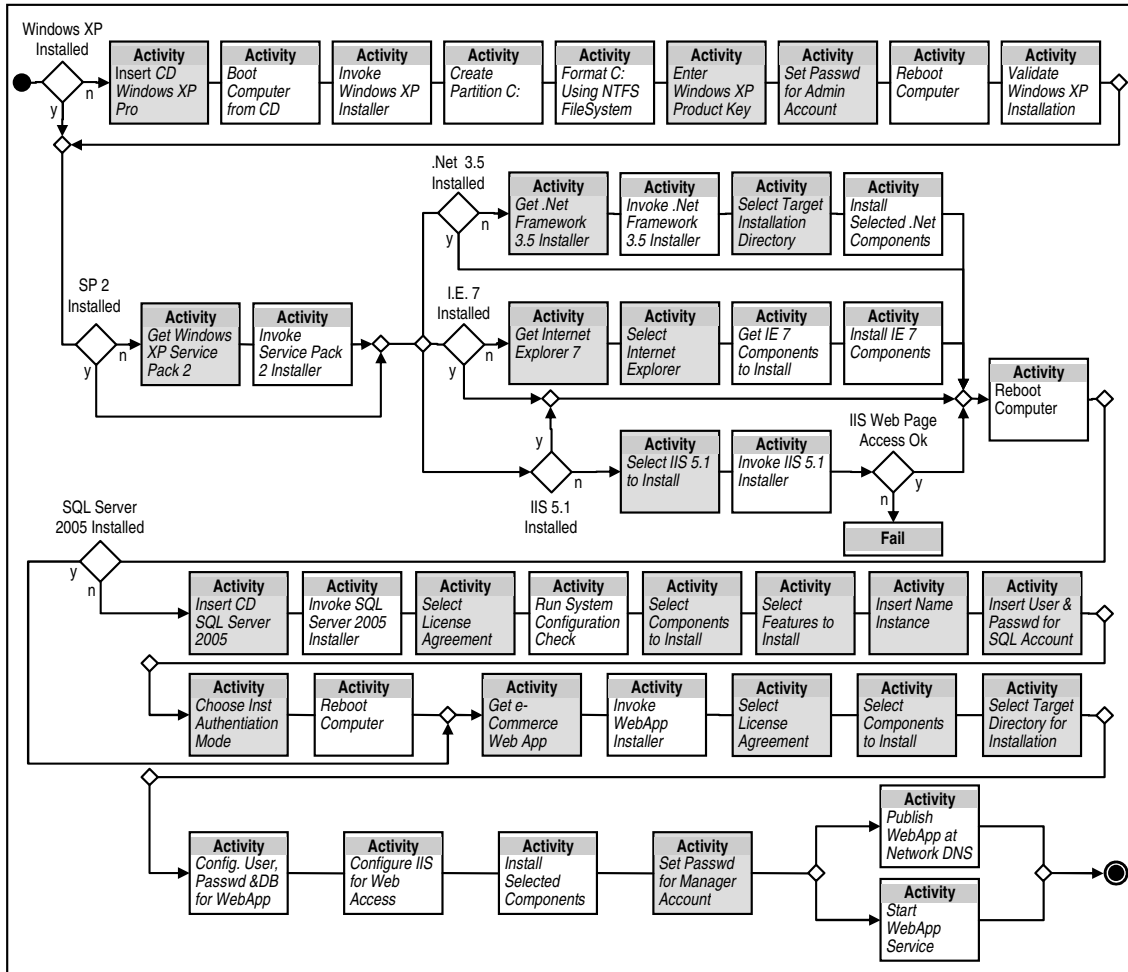 Windows XP
Installed
n
y
Activity
Insert CD
Windows XP
Pro
Activity
Boot
Computer
from CD
Activity
Invoke
Windows XP
Installer
Activity
Create
Partition C:
Activity
Format C:
Using NTFS
FileSystem
Activity
Enter
Windows XP
Product Key
Activity
Set Passwd
for Admin
Account
Activity
Reboot
Computer
Activity
Validate
Windows XP
Installation
.Net 3.5
Installed
n
y
Activity
Get .Net
Framework
3.5 Installer
Activity
Invoke .Net
Framework
3.5 Installer
Activity
Select Target
Installation
Directory
Activity
Install
Selected .Net
Components
SP 2
Installed
n
y
Activity
Get Windows
XP Service
Pack 2
Activity
Invoke
Service Pack
2 Installer
I.E. 7
Installed
n
y
Activity
Get Internet
Explorer 7
Activity
Select
Internet
Explorer
Activity
Get IE 7
Components
to Install
Activity
Install IE 7
Components
Activity
Reboot
Computer
y
n
IIS 5.1
Installed
Activity
Select IIS 5.1
to Install
Activity
Invoke IIS 5.1
Installer
IIS Web Page
Access Ok
y
n
Fail
SQL Server
2005 Installed
y
n
Activity
Insert CD
SQL Server
2005
Activity
Invoke SQL
Server 2005
Installer
Activity
Select
License
Agreement
Activity
Run System
Configuration
Check
Activity
Select
Components
to Install
Activity
Select
Features to
Install
Activity
Insert Name
Instance
Activity
Insert User &
Passwd for
SQL Account
Activity
Choose Inst
Authentiation
Mode
Activity
Reboot
Computer
Activity
Get e-
Commerce
Web App
Activity
Invoke
WebApp
Installer
Activity
Select
License
Agreement
Activity
Select
Components
to Install
Activity
Select Target
Directory for
Installation
Activity
Config. User,
Passwd &DB
for WebApp
Activity
Configure IIS
for Web
Access
Activity
Install
Selected
Components
Activity
Set Passwd
for Manager
Account
Activity
Publish
WebApp at
Network DNS
Activity
Start
WebApp
Service